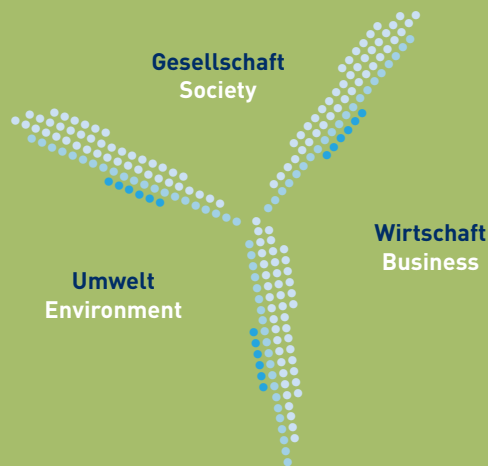 Gesellschaft
Society
Wirtschaft
Business
Umwelt
Environment